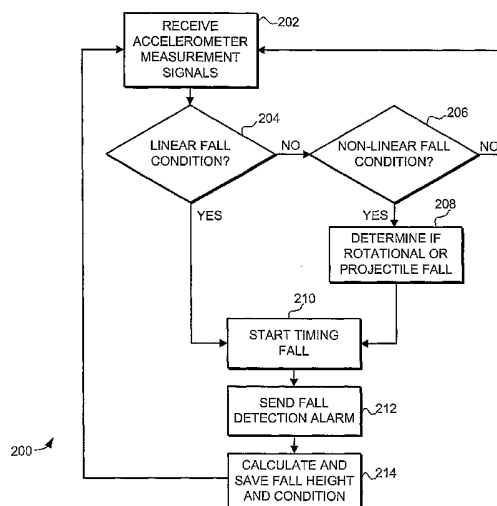 202
RECEIVE
ACCELEROMETER
MEASUREMENT
SIGNALS
204
206
LINEAR FALL
CONDITION?
NO
NON-LINEAR FALL
CONDITION?
NO
YES
YES
208
DETERMINE IF
ROTATIONAL OR
PROJECTILE FALL
210
START TIMING
FALL
SEND FALL
DETECTION ALARM
212
200
CALCULATE AND
SAVE FALL HEIGHT
AND CONDITION
214